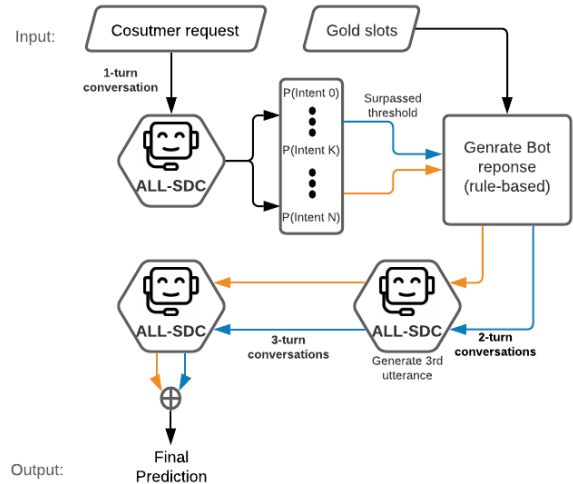 Input:
Cosutmer request
Gold slots
1-turn
conversation
ALL-SDC
P(Intent 0)
P(Intent K)
P(Intent N)
Surpassed
threshold
Genrate Bot
reponse
(rule-based)
ALL-SDC
3-turn
conversations
ALL-SDC
Generate 3rd
utterance
2-turn
conversations
Output:
Final
Prediction